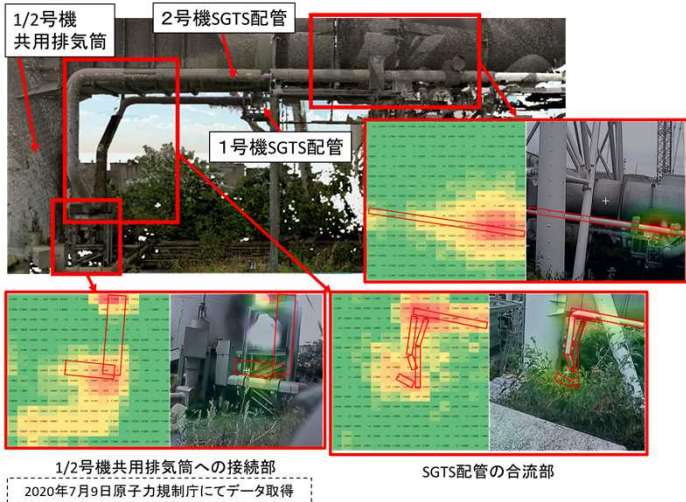 1/2号機
共用排気筒
2号機SGTS配管
1号機SGTS配管
1/2号機共用排気筒への接続部
SGTS配管の合流部
2020年7月9日原子力規制庁にてデータ取得